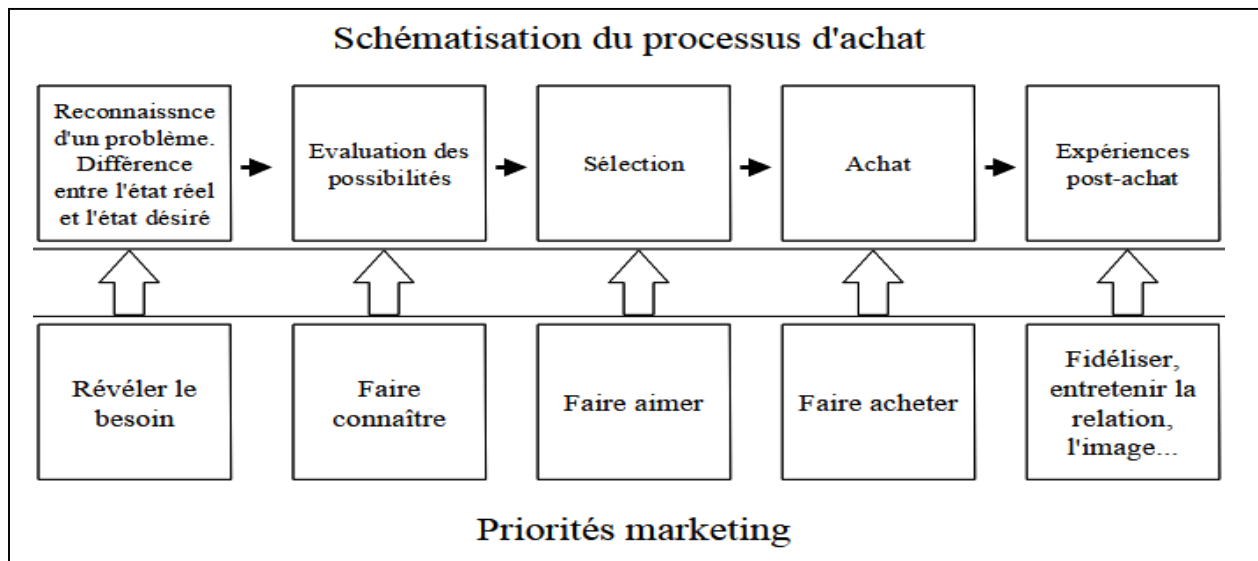 Schématisation du processus d'achat
Reconnaissnce
d'un problème.
Diffèrence
entre l'état réel
et l'état désiré
Evaluation des
possibilités
Sélection
Achat
Expériences
post-achat
Révéler le
besoin
Faire
connaître
Faire aimer
Faire acheter
Fidéliser,
entretenir la
relation,
l'image...
Priorités marketing